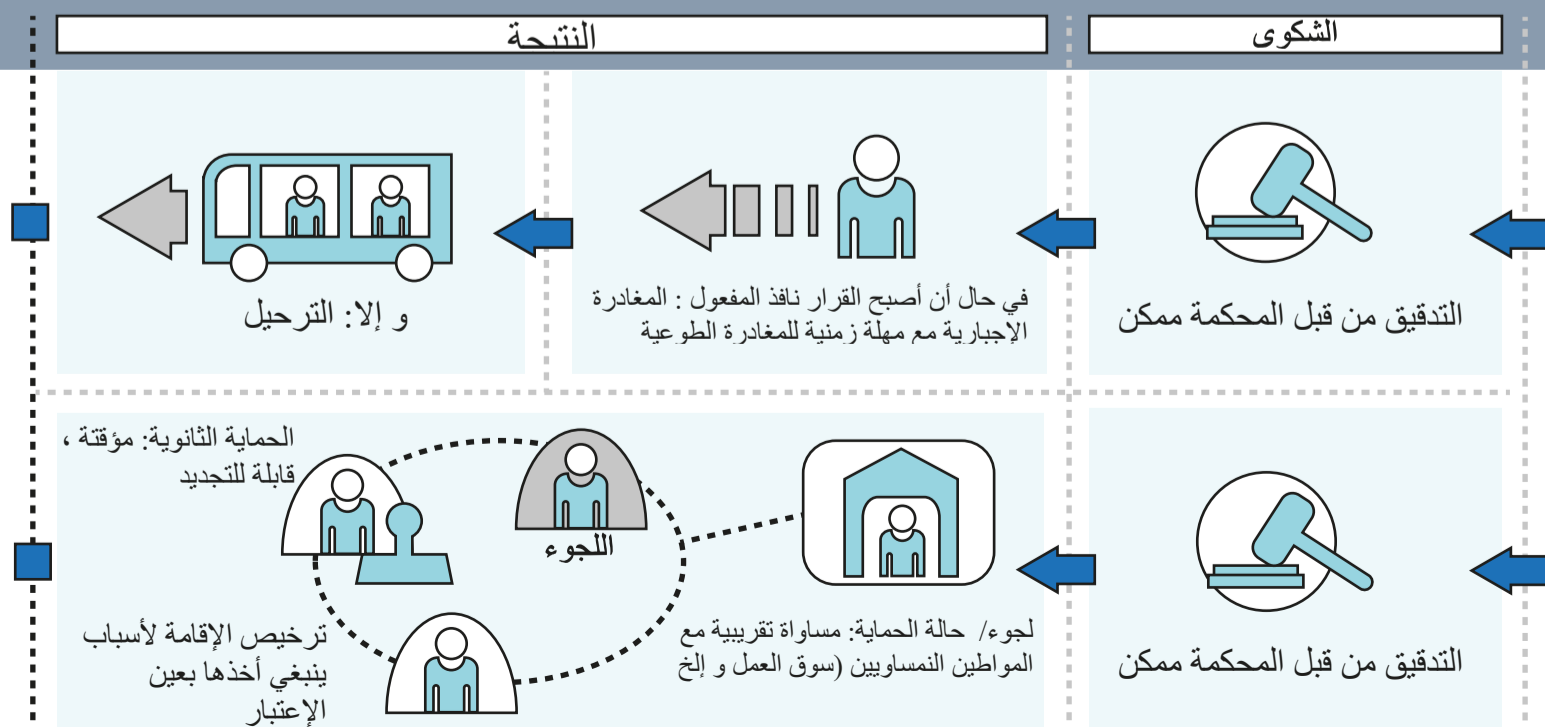 الشكوى
النتيجة
التدقيق من قبل المحكمة ممكن
في حال أن أصبح القرار نافذ المفعول : المغادرة
الإجبارية مع مهلة زمنية للمغادرة الطوعية
و إلا: الترحيل
التدقيق من قبل المحكمة ممكن
لجوء/ حالة الحماية: مساواة تقريبية مع
المواطنين النمساويين (سوق العمل و إلخ
اللجوء
الحماية الثانوية: مؤقتة ،
قابلة للتجديد
ترخيص الإقامة لأسباب
ينبغي أخذها بعين
الإعتبار